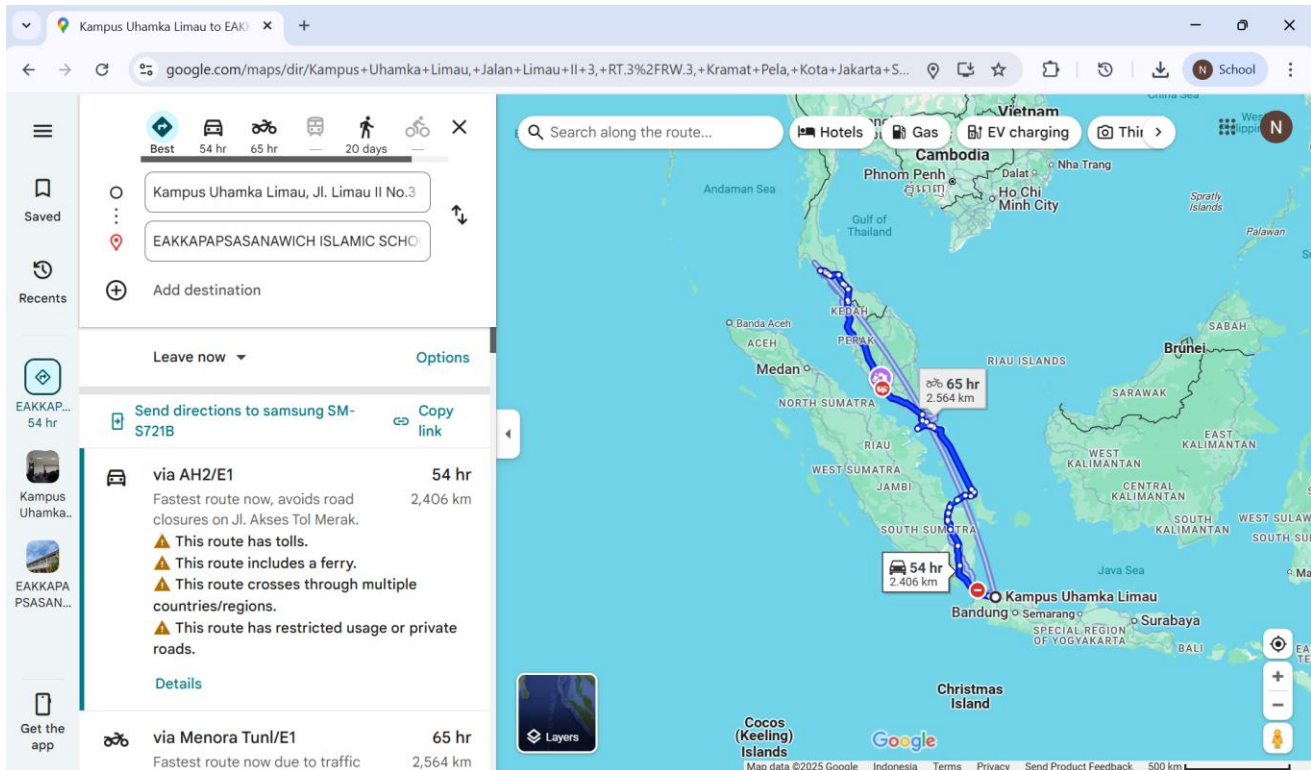 Kampus Uhamka Limau to EAK
google.com/maps/dir/Kampus+Uhamka+Limau,+Jalan+Limau+II+3,+RT.3%2FRW.3,+Kramat+Pela,+Kota+Jakarta+S...
N School
Saved
Recents
EAKKAP...
54 hr
Kampus
Uhamka..
EAKKAPA
PSASAN...
Get the
app
Best
54 hr
65 hr
—
20 days
—
Kampus Uhamka Limau, Jl. Limau II No.3
EAKKAPAPSASANAWICH ISLAMIC SCHO
Add destination
Leave now
Options
Send directions to samsung SM-
S721B
Copy
link
via AH2/E1
54 hr
Fastest route now, avoids road
2,406 km
closures on Jl. Akses Tol Merak.
This route has tolls.
This route includes a ferry.
This route crosses through multiple
countries/regions.
This route has restricted usage or private
roads.
Details
via Menora Tunl/E1
65 hr
Fastest route now due to traffic
2,564 km
Search along the route...
Hotels
Gas
EV charging
Thi
N
Vietnam
Cambodia
Phnom Penh
ភ្នំពេញ
Dalat
Nha Trang
Ho Chi
Minh City
Andaman Sea
Gulf of
Thailand
Spratly
Islands
Palawan
Banda Aceh
ACEH
KEDAH
PERAK
Medan
NORTH SUMATRA
RIAU ISLANDS
65 hr
2.564 km
SABAH
Brunei
SARAWAK
EAST
KALIMANTAN
WEST
KALIMANTAN
RIAU
WEST SUMATRA
JAMBI
CENTRAL
KALIMANTAN
SOUTH
KALIMANTAN
WEST SULAW
SOUTH SU
SOUTH SUMATRA
54 hr
2.406 km
Java Sea
Kampus Uhamka Limau
Bandung
Semarang
Surabaya
SPECIAL REGION
OF YOGYAKARTA
BALI
Christmas
Island
Cocos
(Keeling)
Islands
Layers
Google
Map data ©2025 Google
Indonesia
Terms
Privacy
Send Product Feedback
500 km